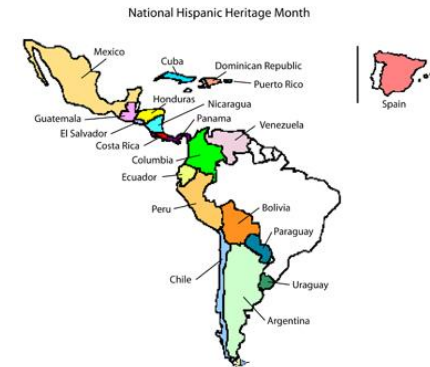 National Hispanic Heritage Month
Mexico
Cuba
Dominican Republic
Puerto Rico
Spain
Honduras
Guatemala
Nicaragua
El Salvador
Panama
Costa Rica
Venezuela
Columbia
Ecuador
Peru
Bolivia
Paraguay
Chile
Uraguay
Argentina